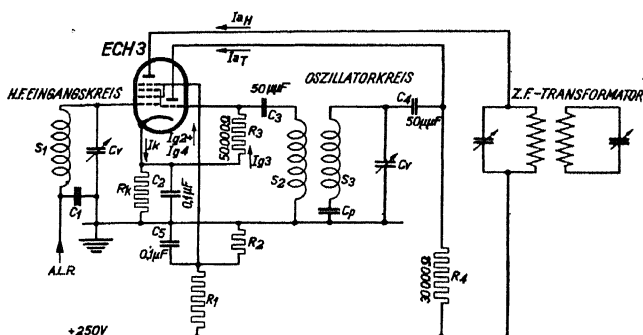 IaH
ECH3
IaT
50µµF
OSZILLATORKREIS
C4
H.F.EINGANGSKREIS
C3
50µµF
Z.F.-TRANSFORMATOR
S1
Cv
Ik
Ig2+
Ig4
50000Ω
R3
Ig3
S2
S3
Cv
Rk
C2
0,1µF
C1
Cp
C5
0,1µF
R2
A.L.R.
R1
30000Ω
R4
+250V